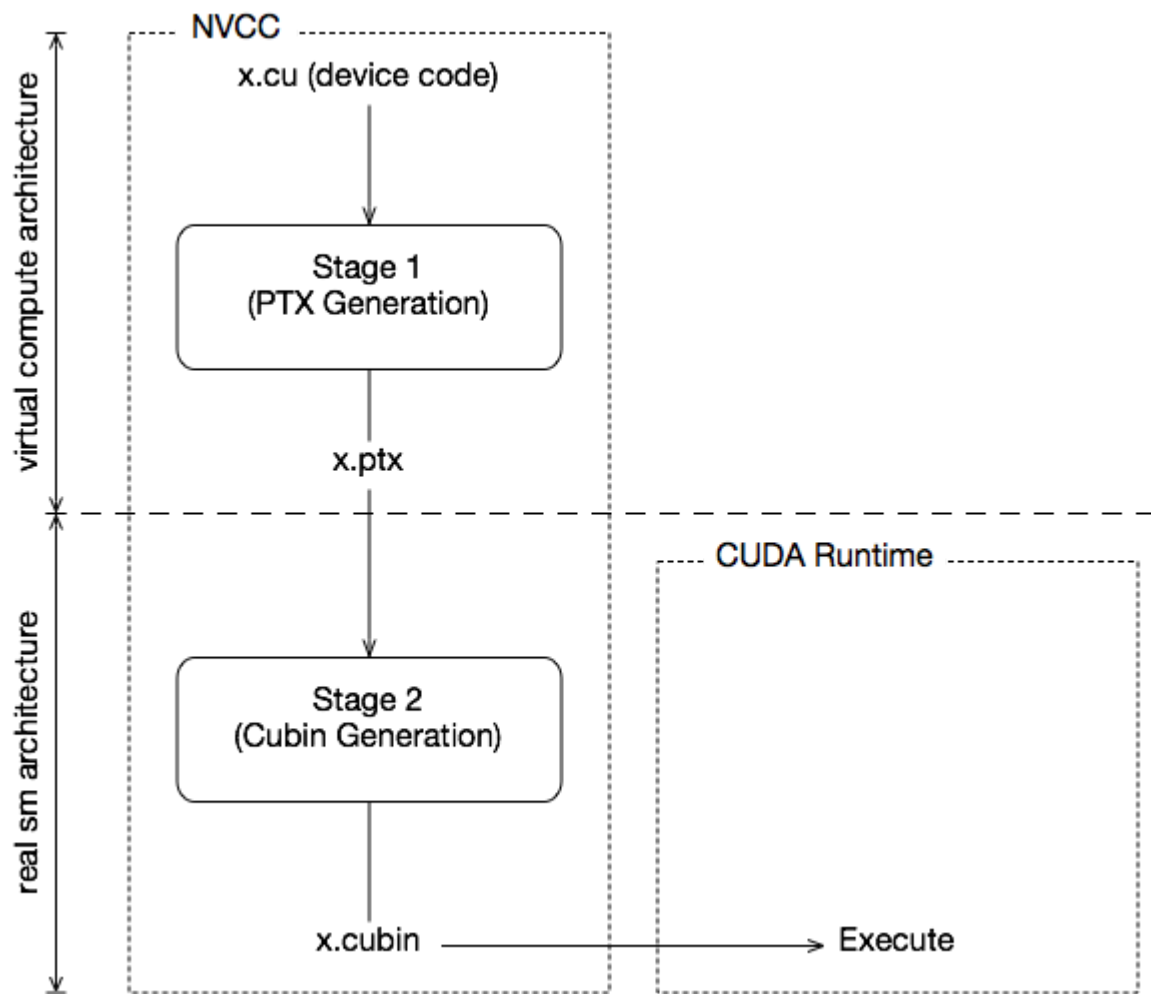 NVCC
x.cu (device code)
virtual compute architecture
Stage 1
(PTX Generation)
x.ptx
CUDA Runtime
real sm architecture
Stage 2
(Cubin Generation)
x.cubin
Execute